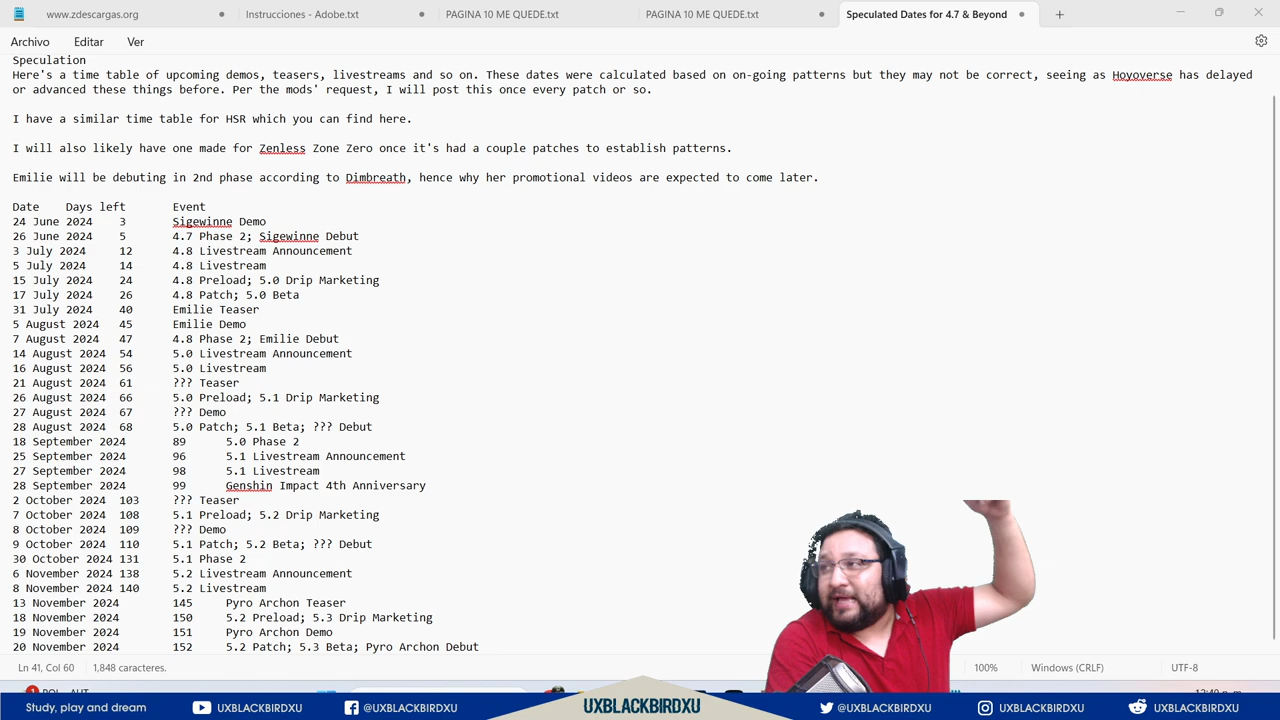 www.zdescargas.org
Instrucciones - Adobe.txt
PAGINA 10 ME QUEDE.txt
PAGINA 10 ME QUEDE.txt
Speculated Dates for 4.7 & Beyond
Archivo Editar Ver
Speculation
Here's a time table of upcoming demos, teasers, livestreams and so on. These dates were calculated based on on-going patterns but they may not be correct, seeing as Hoyoverse has delayed
or advanced these things before. Per the mods' request, I will post this once every patch or so.
I have a similar time table for HSR which you can find here.
I will also likely have one made for Zenless Zone Zero once it's had a couple patches to establish patterns.
Emilie will be debuting in 2nd phase according to Dimbreath, hence why her promotional videos are expected to come later.
Date Days left Event
24 June 2024 3 Sigewinne Demo
26 June 2024 5 4.7 Phase 2; Sigewinne Debut
3 July 2024 12 4.8 Livestream Announcement
5 July 2024 14 4.8 Livestream
15 July 2024 24 4.8 Preload; 5.0 Drip Marketing
17 July 2024 26 4.8 Patch; 5.0 Beta
31 July 2024 40 Emilie Teaser
5 August 2024 45 Emilie Demo
7 August 2024 47 4.8 Phase 2; Emilie Debut
14 August 2024 54 5.0 Livestream Announcement
16 August 2024 56 5.0 Livestream
21 August 2024 61 ??? Teaser
26 August 2024 66 5.0 Preload; 5.1 Drip Marketing
27 August 2024 67 ??? Demo
28 August 2024 68 5.0 Patch; 5.1 Beta; ??? Debut
18 September 2024 89 5.0 Phase 2
25 September 2024 96 5.1 Livestream Announcement
27 September 2024 98 5.1 Livestream
28 September 2024 99 Genshin Impact 4th Anniversary
2 October 2024 103 ??? Teaser
7 October 2024 108 5.1 Preload; 5.2 Drip Marketing
8 October 2024 109 ??? Demo
9 October 2024 110 5.1 Patch; 5.2 Beta; ??? Debut
30 October 2024 131 5.1 Phase 2
6 November 2024 138 5.2 Livestream Announcement
8 November 2024 140 5.2 Livestream
13 November 2024 145 Pyro Archon Teaser
18 November 2024 150 5.2 Preload; 5.3 Drip Marketing
19 November 2024 151 Pyro Archon Demo
20 November 2024 152 5.2 Patch; 5.3 Beta; Pyro Archon Debut
Ln 41, Col 60 1,848 caracteres. 100% Windows (CRLF) UTF-8
Study, play and dream UXBLACKBIRDXU @UXBLACKBIRDXU UXBLACKBIRDXU @UXBLACKBIRDXU UXBLACKBIRDXU UXBLACKBIRDXU